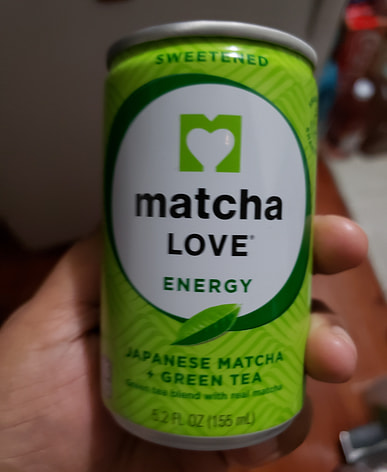 SWEETENED
matcha
LOVE®
ENERGY
JAPANESE MATCHA
+ GREEN TEA
Green tea blend with real matcha
5.2 FL OZ (155 mL)